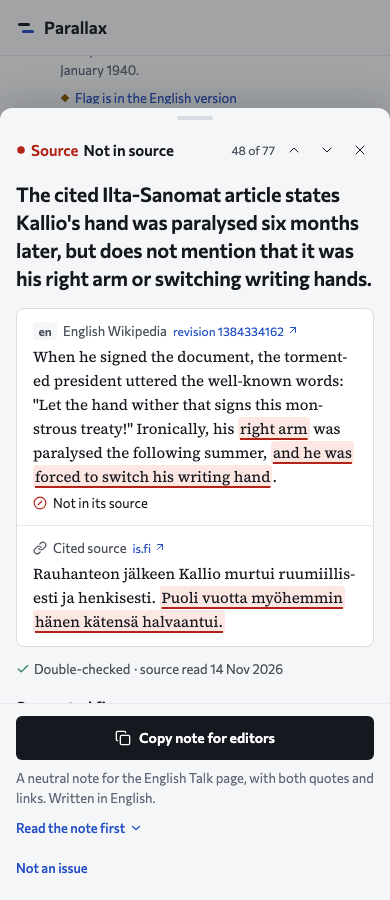 Parallax
January 1940.
Flag is in the English version
Source Not in source 48 of 77
The cited Ilta-Sanomat article states
Kallio's hand was paralysed six months
later, but does not mention that it was
his right arm or switching writing hands.
en English Wikipedia revision 1384334162
When he signed the document, the torment-
ed president uttered the well-known words:
"Let the hand wither that signs this mon-
strous treaty!" Ironically, his right arm was
paralysed the following summer, and he was
forced to switch his writing hand.
Not in its source
Cited source is.fi
Rauhanteon jälkeen Kallio murtui ruumiillis-
esti ja henkisesti. Puoli vuotta myöhemmin
hänen kätensä halvaantui.
Double-checked · source read 14 Nov 2026
Copy note for editors
A neutral note for the English Talk page, with both quotes and
links. Written in English.
Read the note first
Not an issue